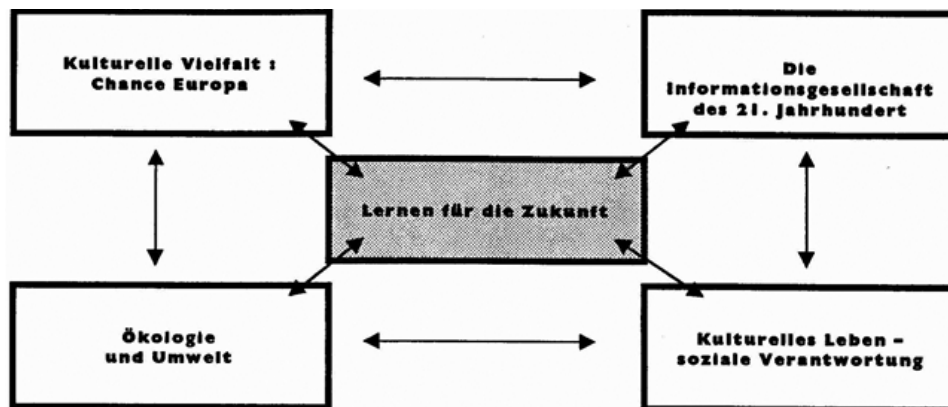 Kulturelle Vielfalt :
Chance Europa
Die
Informationsgesellschaft
des 21. Jahrhundert
Lernen für die Zukunft
Ökologie
und Umwelt
Kulturelles Leben –
soziale Verantwortung